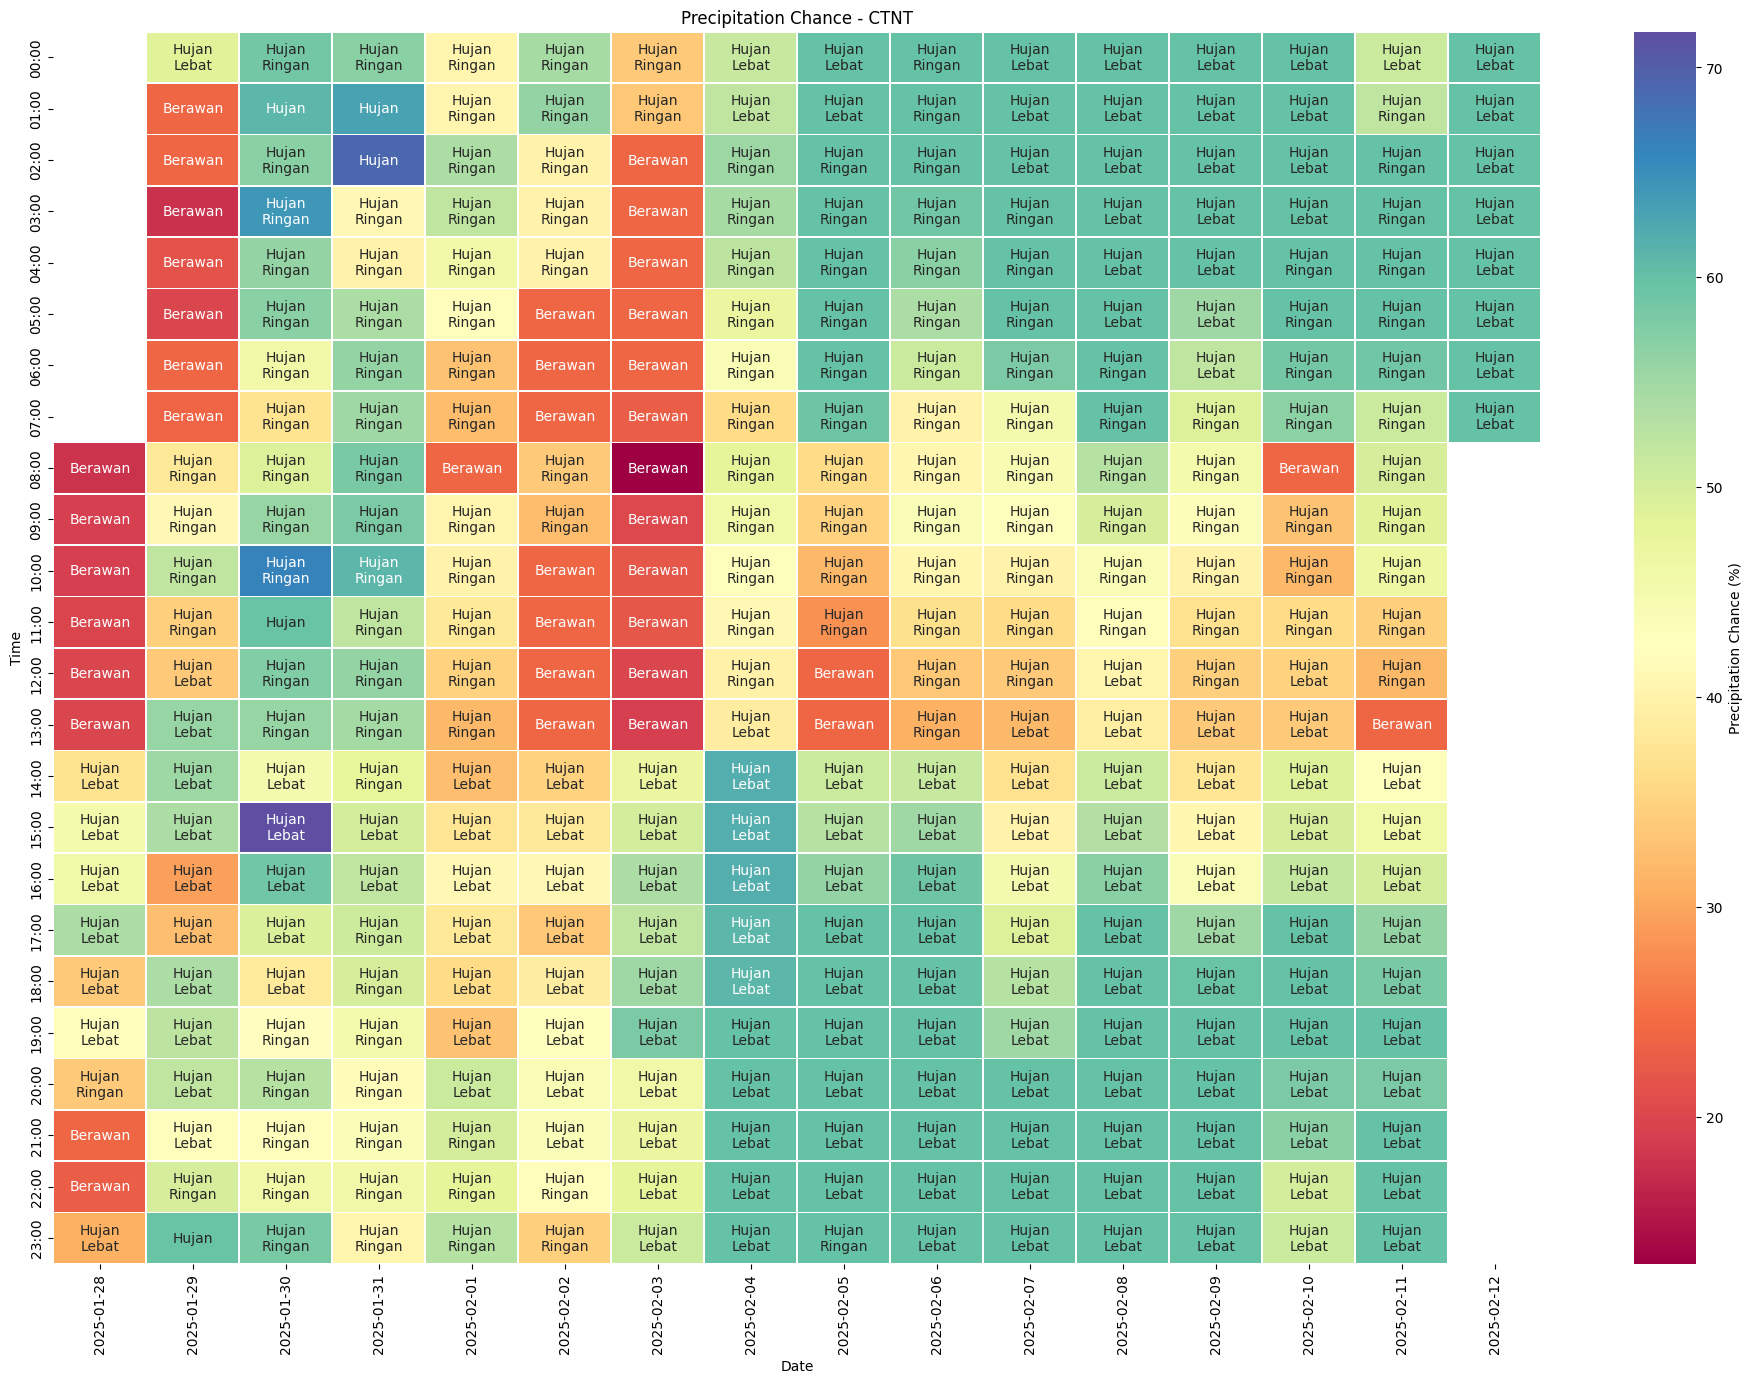 Precipitation Chance - CTNT
00:00 Hujan Lebat Hujan Ringan Hujan Ringan Hujan Ringan Hujan Ringan Hujan Ringan Hujan Lebat Hujan Lebat Hujan Ringan Hujan Lebat Hujan Lebat Hujan Lebat Hujan Lebat Hujan Lebat Hujan Lebat
01:00 Berawan Hujan Hujan Hujan Ringan Hujan Ringan Hujan Ringan Hujan Lebat Hujan Lebat Hujan Ringan Hujan Lebat Hujan Lebat Hujan Lebat Hujan Lebat Hujan Ringan Hujan Lebat
02:00 Berawan Hujan Ringan Hujan Hujan Ringan Hujan Ringan Berawan Hujan Ringan Hujan Ringan Hujan Ringan Hujan Lebat Hujan Lebat Hujan Lebat Hujan Lebat Hujan Ringan Hujan Lebat
03:00 Berawan Hujan Ringan Hujan Ringan Hujan Ringan Hujan Ringan Berawan Hujan Ringan Hujan Ringan Hujan Ringan Hujan Ringan Hujan Lebat Hujan Lebat Hujan Lebat Hujan Ringan Hujan Lebat
04:00 Berawan Hujan Ringan Hujan Ringan Hujan Ringan Hujan Ringan Berawan Hujan Ringan Hujan Ringan Hujan Ringan Hujan Ringan Hujan Lebat Hujan Lebat Hujan Ringan Hujan Ringan Hujan Lebat
05:00 Berawan Hujan Ringan Hujan Ringan Hujan Ringan Berawan Berawan Hujan Ringan Hujan Ringan Hujan Ringan Hujan Ringan Hujan Lebat Hujan Lebat Hujan Ringan Hujan Ringan Hujan Lebat
06:00 Berawan Hujan Ringan Hujan Ringan Hujan Ringan Berawan Berawan Hujan Ringan Hujan Ringan Hujan Ringan Hujan Ringan Hujan Ringan Hujan Lebat Hujan Ringan Hujan Ringan Hujan Lebat
07:00 Berawan Hujan Ringan Hujan Ringan Hujan Ringan Berawan Berawan Hujan Ringan Hujan Ringan Hujan Ringan Hujan Ringan Hujan Ringan Hujan Ringan Hujan Ringan Hujan Ringan Hujan Lebat
08:00 Berawan Hujan Ringan Hujan Ringan Hujan Ringan Berawan Hujan Ringan Berawan Hujan Ringan Hujan Ringan Hujan Ringan Hujan Ringan Hujan Ringan Hujan Ringan Berawan Hujan Ringan
09:00 Berawan Hujan Ringan Hujan Ringan Hujan Ringan Hujan Ringan Hujan Ringan Berawan Hujan Ringan Hujan Ringan Hujan Ringan Hujan Ringan Hujan Ringan Hujan Ringan Hujan Ringan Hujan Ringan
10:00 Berawan Hujan Ringan Hujan Ringan Hujan Ringan Hujan Ringan Berawan Berawan Hujan Ringan Hujan Ringan Hujan Ringan Hujan Ringan Hujan Ringan Hujan Ringan Hujan Ringan Hujan Ringan
11:00 Berawan Hujan Ringan Hujan Hujan Ringan Hujan Ringan Berawan Berawan Hujan Ringan Hujan Ringan Hujan Ringan Hujan Ringan Hujan Ringan Hujan Ringan Hujan Ringan Hujan Ringan
12:00 Berawan Hujan Lebat Hujan Ringan Hujan Ringan Hujan Ringan Berawan Berawan Hujan Ringan Berawan Hujan Ringan Hujan Ringan Hujan Lebat Hujan Ringan Hujan Lebat Hujan Ringan
13:00 Berawan Hujan Lebat Hujan Ringan Hujan Ringan Hujan Ringan Berawan Berawan Hujan Lebat Berawan Hujan Ringan Hujan Lebat Hujan Lebat Hujan Lebat Hujan Lebat Berawan
14:00 Hujan Lebat Hujan Lebat Hujan Lebat Hujan Ringan Hujan Lebat Hujan Lebat Hujan Lebat Hujan Lebat Hujan Lebat Hujan Lebat Hujan Lebat Hujan Lebat Hujan Lebat Hujan Lebat Hujan Lebat
15:00 Hujan Lebat Hujan Lebat Hujan Lebat Hujan Lebat Hujan Lebat Hujan Lebat Hujan Lebat Hujan Lebat Hujan Lebat Hujan Lebat Hujan Lebat Hujan Lebat Hujan Lebat Hujan Lebat Hujan Lebat
16:00 Hujan Lebat Hujan Lebat Hujan Lebat Hujan Lebat Hujan Lebat Hujan Lebat Hujan Lebat Hujan Lebat Hujan Lebat Hujan Lebat Hujan Lebat Hujan Lebat Hujan Lebat Hujan Lebat Hujan Lebat
17:00 Hujan Lebat Hujan Lebat Hujan Lebat Hujan Ringan Hujan Lebat Hujan Lebat Hujan Lebat Hujan Lebat Hujan Lebat Hujan Lebat Hujan Lebat Hujan Lebat Hujan Lebat Hujan Lebat Hujan Lebat
18:00 Hujan Lebat Hujan Lebat Hujan Lebat Hujan Ringan Hujan Lebat Hujan Lebat Hujan Lebat Hujan Lebat Hujan Lebat Hujan Lebat Hujan Lebat Hujan Lebat Hujan Lebat Hujan Lebat Hujan Lebat
19:00 Hujan Lebat Hujan Lebat Hujan Ringan Hujan Ringan Hujan Lebat Hujan Lebat Hujan Lebat Hujan Lebat Hujan Lebat Hujan Lebat Hujan Lebat Hujan Lebat Hujan Lebat Hujan Lebat Hujan Lebat
20:00 Hujan Ringan Hujan Lebat Hujan Ringan Hujan Ringan Hujan Lebat Hujan Lebat Hujan Lebat Hujan Lebat Hujan Lebat Hujan Lebat Hujan Lebat Hujan Lebat Hujan Lebat Hujan Lebat Hujan Lebat
21:00 Berawan Hujan Lebat Hujan Ringan Hujan Ringan Hujan Ringan Hujan Lebat Hujan Lebat Hujan Lebat Hujan Lebat Hujan Lebat Hujan Lebat Hujan Lebat Hujan Lebat Hujan Lebat Hujan Lebat
22:00 Berawan Hujan Ringan Hujan Ringan Hujan Ringan Hujan Ringan Hujan Ringan Hujan Lebat Hujan Lebat Hujan Lebat Hujan Lebat Hujan Lebat Hujan Lebat Hujan Lebat Hujan Lebat Hujan Lebat
23:00 Hujan Lebat Hujan Hujan Ringan Hujan Ringan Hujan Ringan Hujan Ringan Hujan Lebat Hujan Lebat Hujan Ringan Hujan Lebat Hujan Lebat Hujan Lebat Hujan Lebat Hujan Lebat Hujan Lebat
Time
2025-01-28 2025-01-29 2025-01-30 2025-01-31 2025-02-01 2025-02-02 2025-02-03 2025-02-04 2025-02-05 2025-02-06 2025-02-07 2025-02-08 2025-02-09 2025-02-10 2025-02-11 2025-02-12
Date
70
60
50
40
30
20
Precipitation Chance (%)